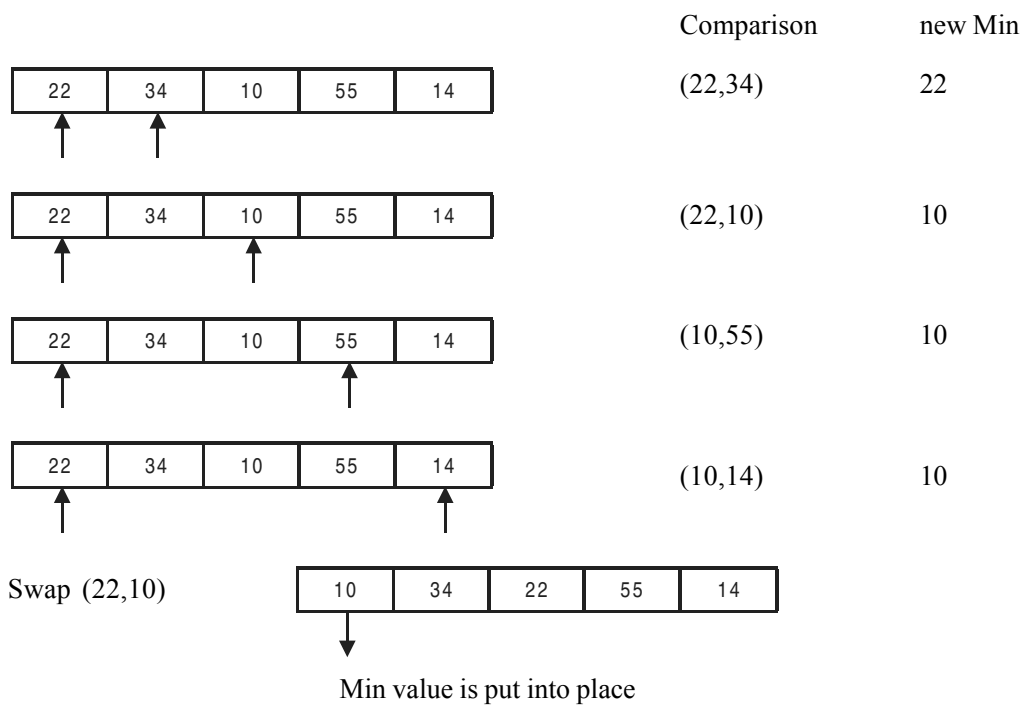 Comparison new Min
22 34 10 55 14 (22,34) 22
22 34 10 55 14 (22,10) 10
22 34 10 55 14 (10,55) 10
22 34 10 55 14 (10,14) 10
Swap (22,10) 10 34 22 55 14
Min value is put into place